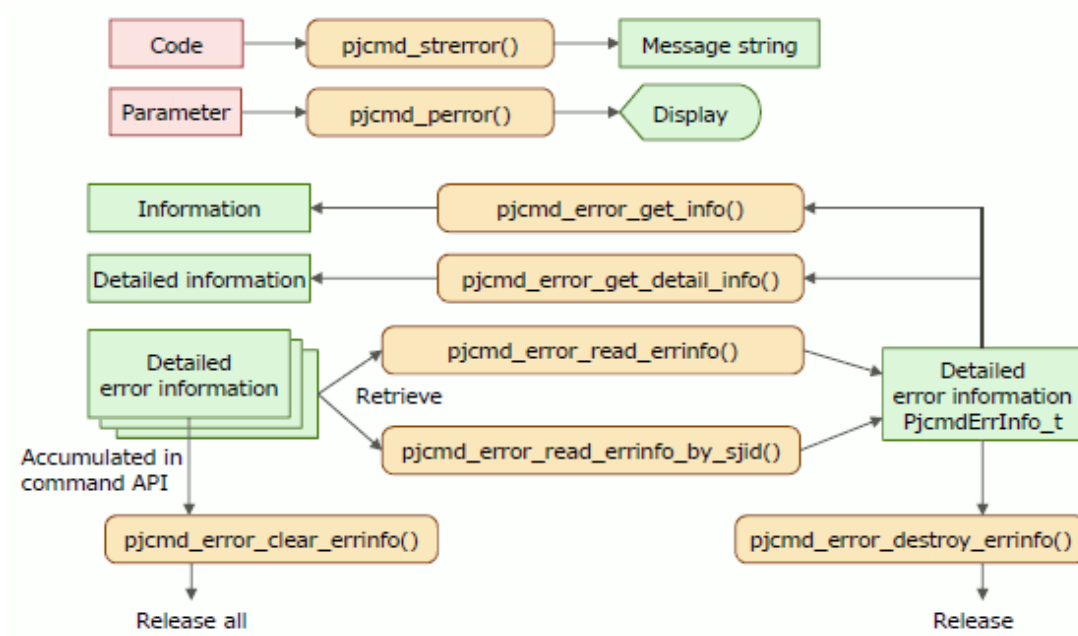 Code
pjcmd_strerror()
Message string
Parameter
pjcmd_perror()
Display
Information
pjcmd_error_get_info()
Detailed information
pjcmd_error_get_detail_info()
Detailed
error information
Retrieve
pjcmd_error_read_errinfo()
pjcmd_error_read_errinfo_by_sjid()
Detailed
error information
PjcmdErrInfo_t
Accumulated in
command API
pjcmd_error_clear_errinfo()
pjcmd_error_destroy_errinfo()
Release all
Release